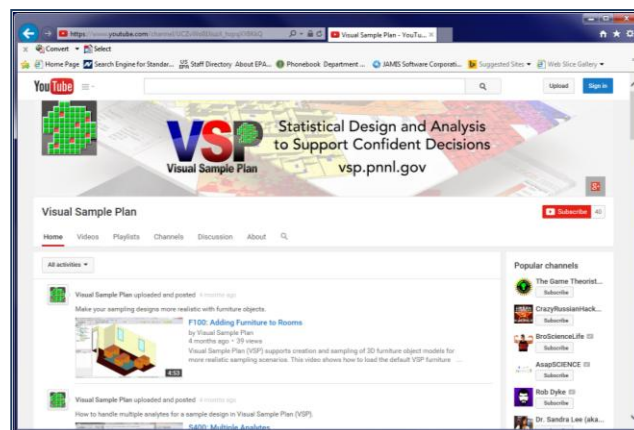 Visual Sample Plan - YouTu...
Convert Select
Home Page Search Engine for Standar... Staff Directory About EPA... Phonebook Department ... JAMIS Software Corporati... Suggested Sites Web Slice Gallery
YouTube
Upload Sign in
VSP
Visual Sample Plan
Statistical Design and Analysis
to Support Confident Decisions
vsp.pnnl.gov
Visual Sample Plan
Subscribe 40
Home Videos Playlists Channels Discussion About
All activities
Visual Sample Plan uploaded and posted 4 months ago
Make your sampling designs more realistic with furniture objects.
F100: Adding Furniture to Rooms
by Visual Sample Plan
4 months ago • 39 views
Visual Sample Plan (VSP) supports creation and sampling of 3D furniture object models for
more realistic sampling scenarios. This video shows how to load the default VSP furniture ...
4:53
Visual Sample Plan uploaded and posted 4 months ago
How to handle multiple analytes for a sample design in Visual Sample Plan (VSP).
S400: Multiple Analytes
Popular channels
The Game Theorist...
Subscribe
CrazyRussianHack...
Subscribe
BroScienceLife
Subscribe
AsapSCIENCE
Subscribe
Rob Dyke
Subscribe
Dr. Sandra Lee (aka...